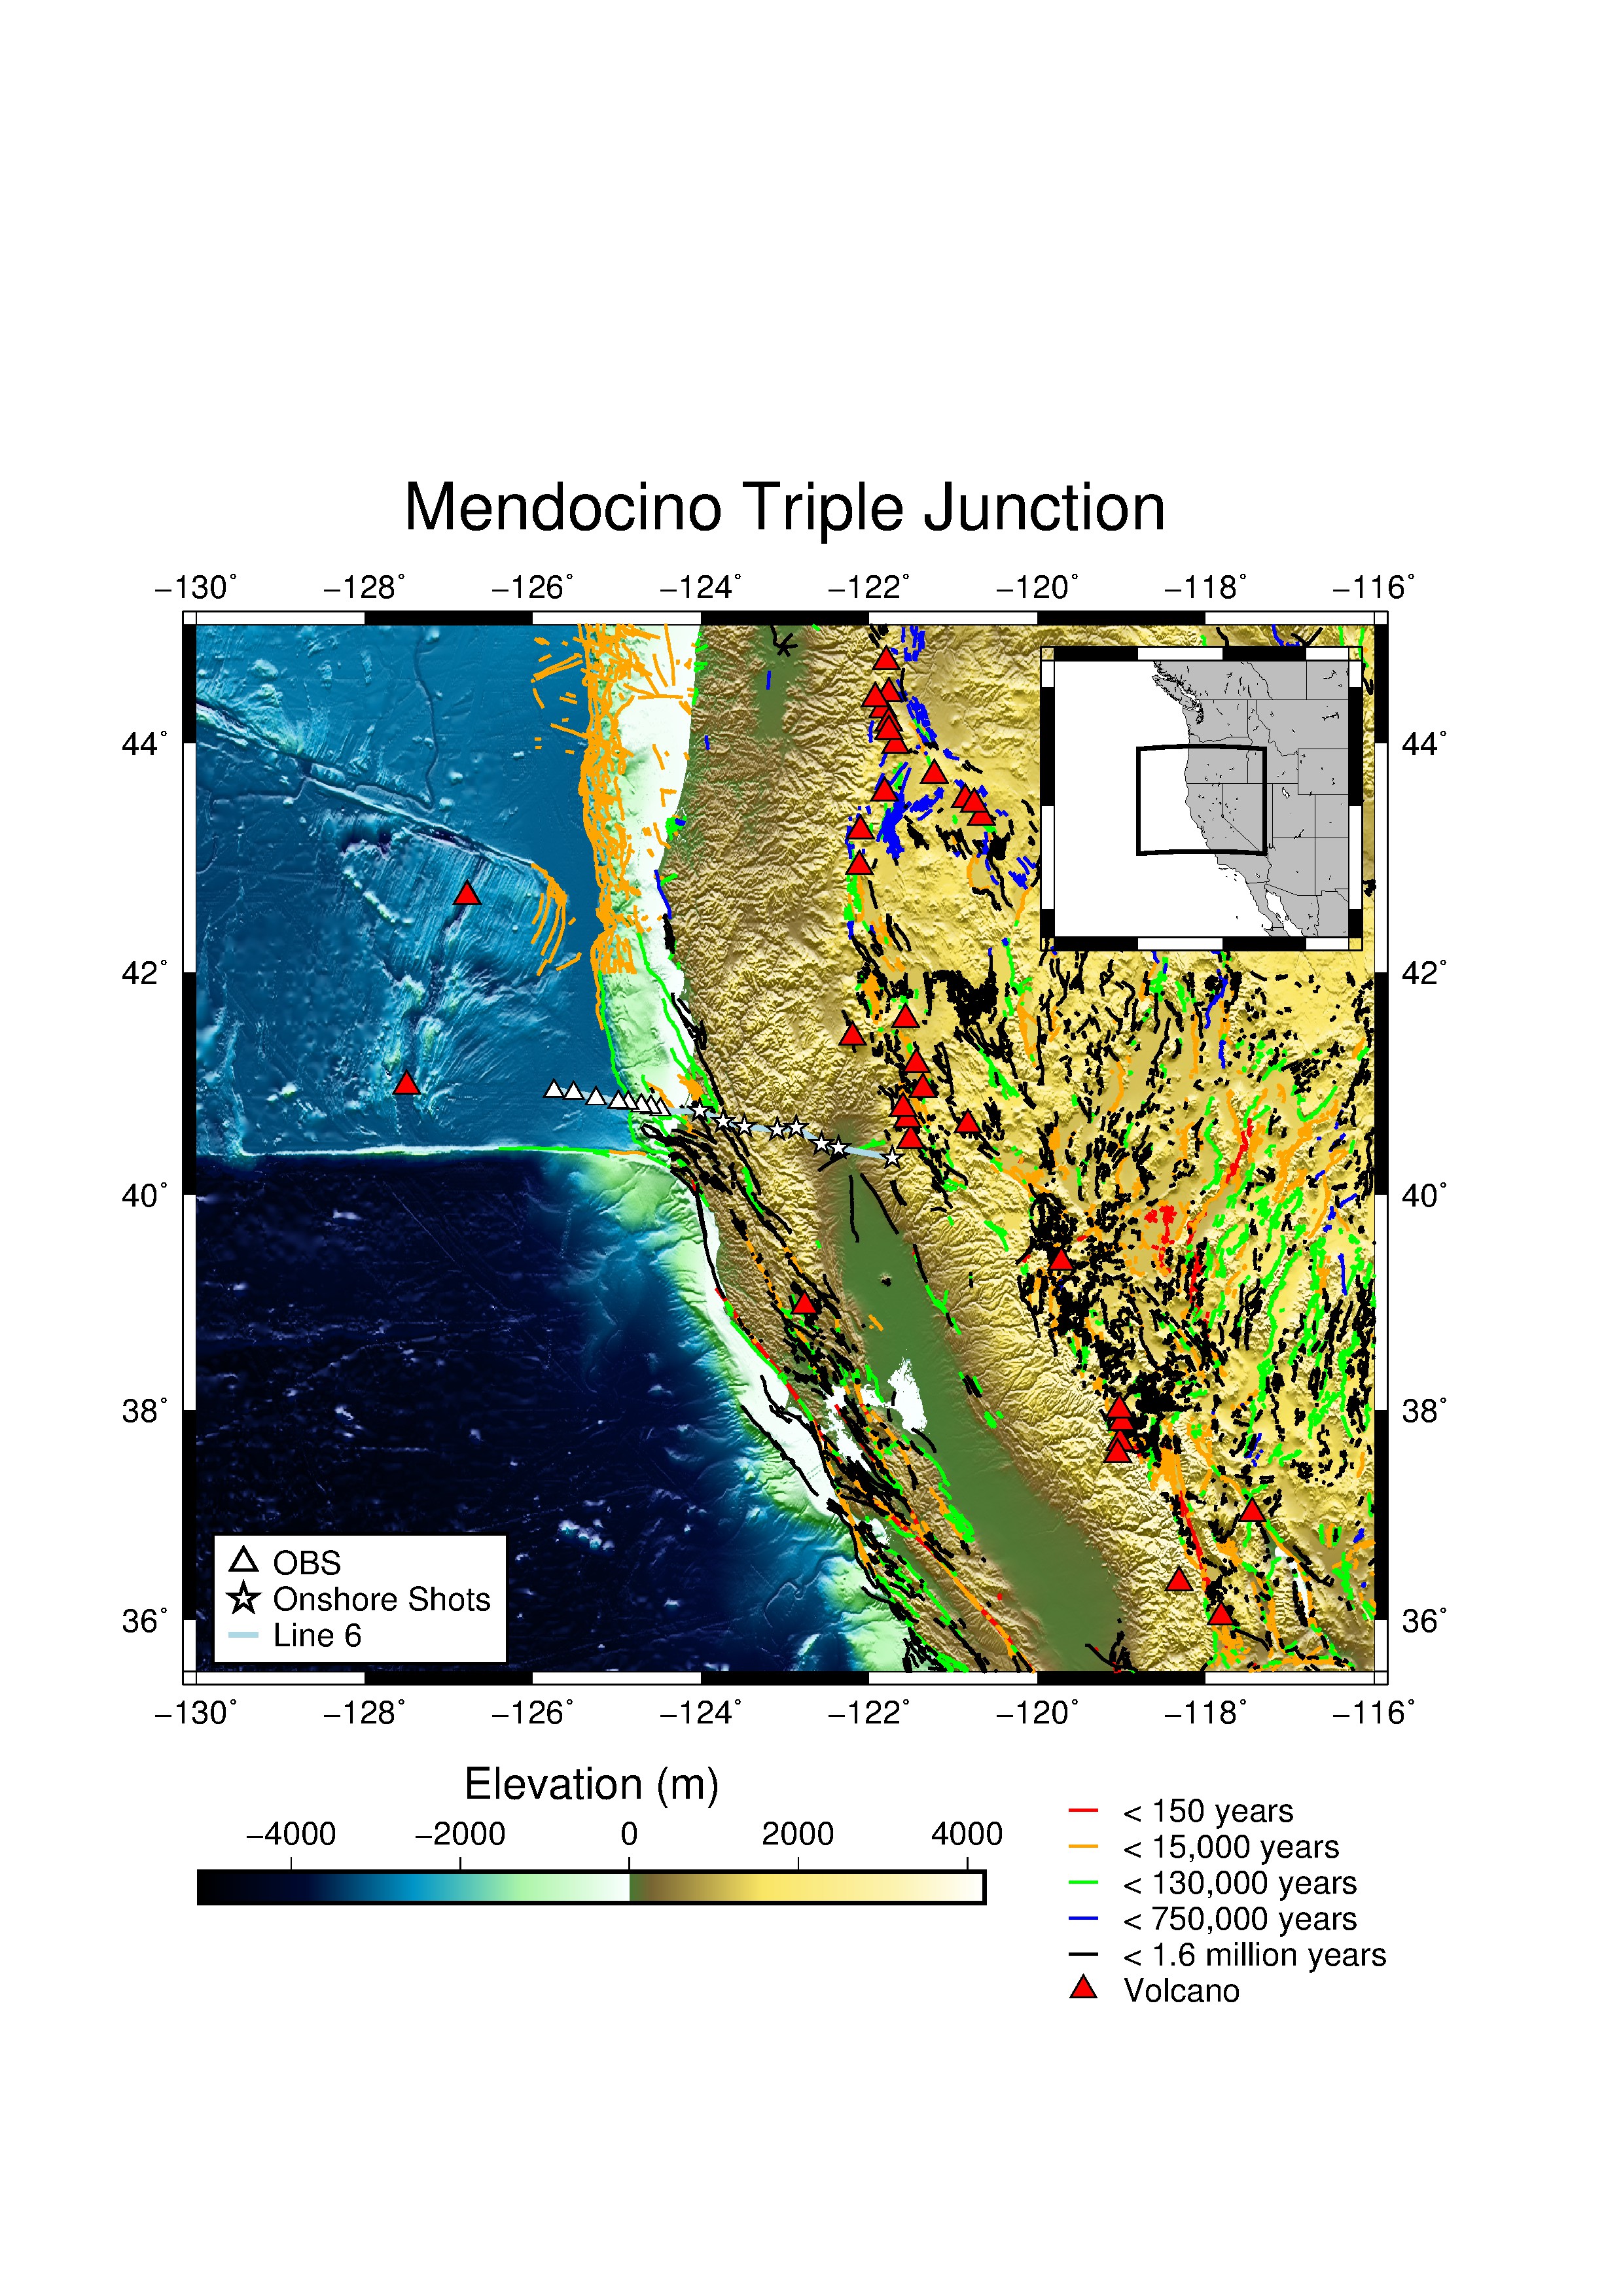 Mendocino Triple Junction
−130° −128° −126° −124° −122° −120° −118° −116°
44° 44°
42° 42°
40° 40°
38° 38°
36° 36°
OBS
Onshore Shots
Line 6
−130° −128° −126° −124° −122° −120° −118° −116°
Elevation (m)
−4000 −2000 0 2000 4000
< 150 years
< 15,000 years
< 130,000 years
< 750,000 years
< 1.6 million years
Volcano